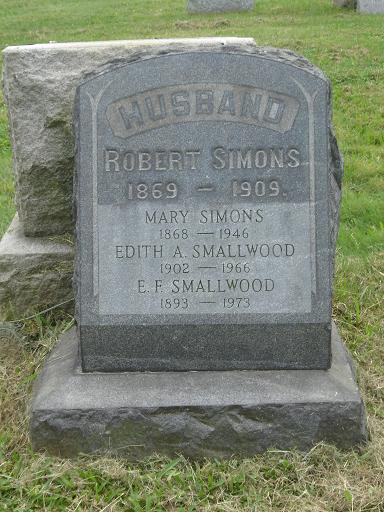 HUSBAND
ROBERT SIMONS
1869 — 1909.
MARY SIMONS
1868 — 1946
EDITH A. SMALLWOOD
1902 — 1966
E. F. SMALLWOOD
1893 — 1973